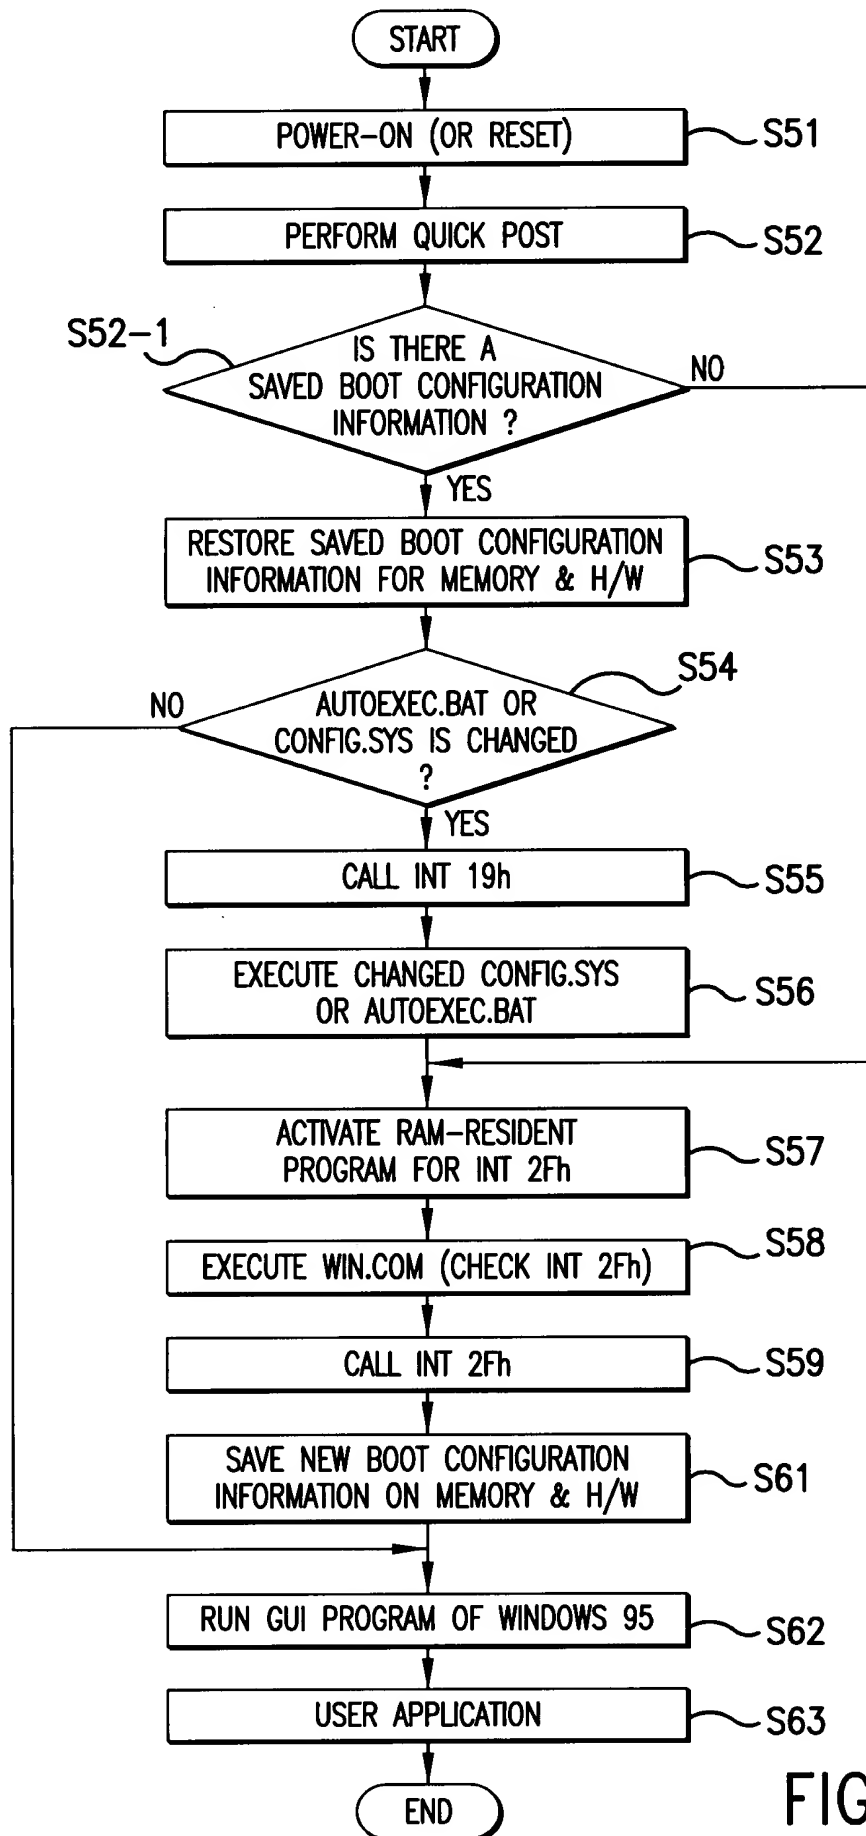 START
POWER-ON (OR RESET)
S51
PERFORM QUICK POST
S52
S52-1
IS THERE A
SAVED BOOT CONFIGURATION
INFORMATION ?
NO
YES
RESTORE SAVED BOOT CONFIGURATION
INFORMATION FOR MEMORY & H/W
S53
S54
NO
AUTOEXEC.BAT OR
CONFIG.SYS IS CHANGED
?
YES
CALL INT 19h
S55
EXECUTE CHANGED CONFIG.SYS
OR AUTOEXEC.BAT
S56
ACTIVATE RAM-RESIDENT
PROGRAM FOR INT 2Fh
S57
EXECUTE WIN.COM (CHECK INT 2Fh)
S58
CALL INT 2Fh
S59
SAVE NEW BOOT CONFIGURATION
INFORMATION ON MEMORY & H/W
S61
RUN GUI PROGRAM OF WINDOWS 95
S62
USER APPLICATION
S63
END
FIG